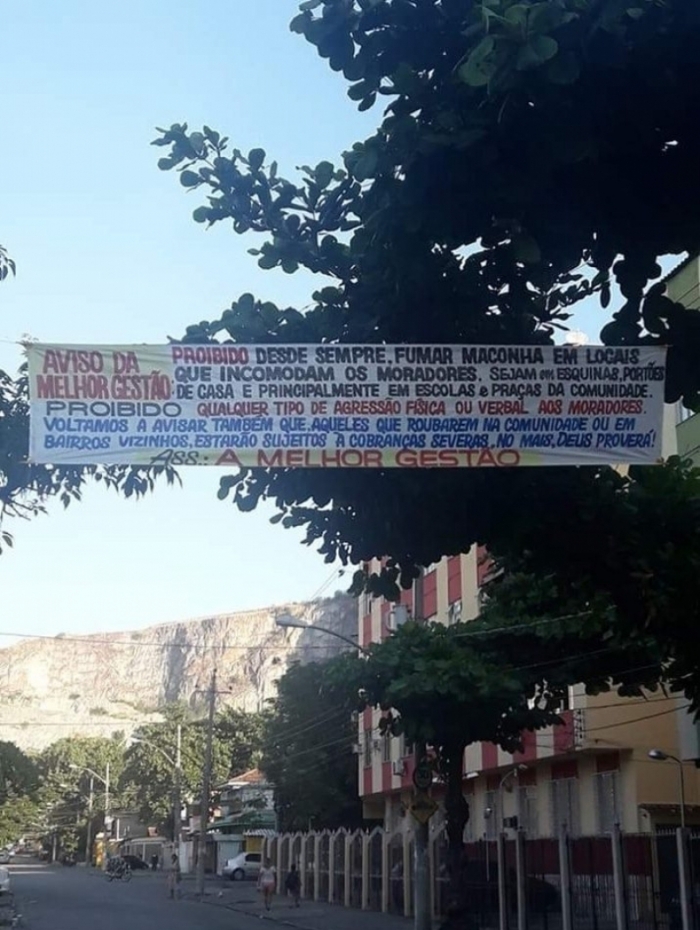 AVISO DA
MELHOR GESTÃO:
PROIBIDO DESDE SEMPRE, FUMAR MACONHA EM LOCAIS
QUE INCOMODAM OS MORADORES. SEJAM em ESQUINAS, PORTÕES
DE CASA E PRINCIPALMENTE EM ESCOLAS e PRAÇAS DA COMUNIDADE.
PROIBIDO QUALQUER TIPO DE AGRESSÃO FÍSICA OU VERBAL AOS MORADORES.
VOLTAMOS A AVISAR TAMBÉM QUE, AQUELES QUE ROUBAREM NA COMUNIDADE OU EM
BAIRROS VIZINHOS, ESTARÃO SUJEITOS A COBRANÇAS SEVERAS, NO MAIS, DEUS PROVERÁ!
ASS.: A MELHOR GESTÃO